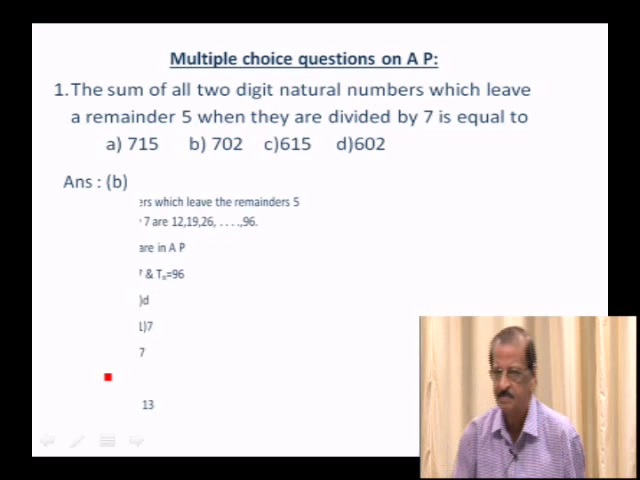 Multiple choice questions on A P:
1.The sum of all two digit natural numbers which leave
a remainder 5 when they are divided by 7 is equal to
a) 715 b) 702 c)615 d)602
Ans : (b)
ers which leave the remainders 5
7 are 12,19,26, . . . .,96.
are in A P
& Tₙ=96
)d
1)7
7
13